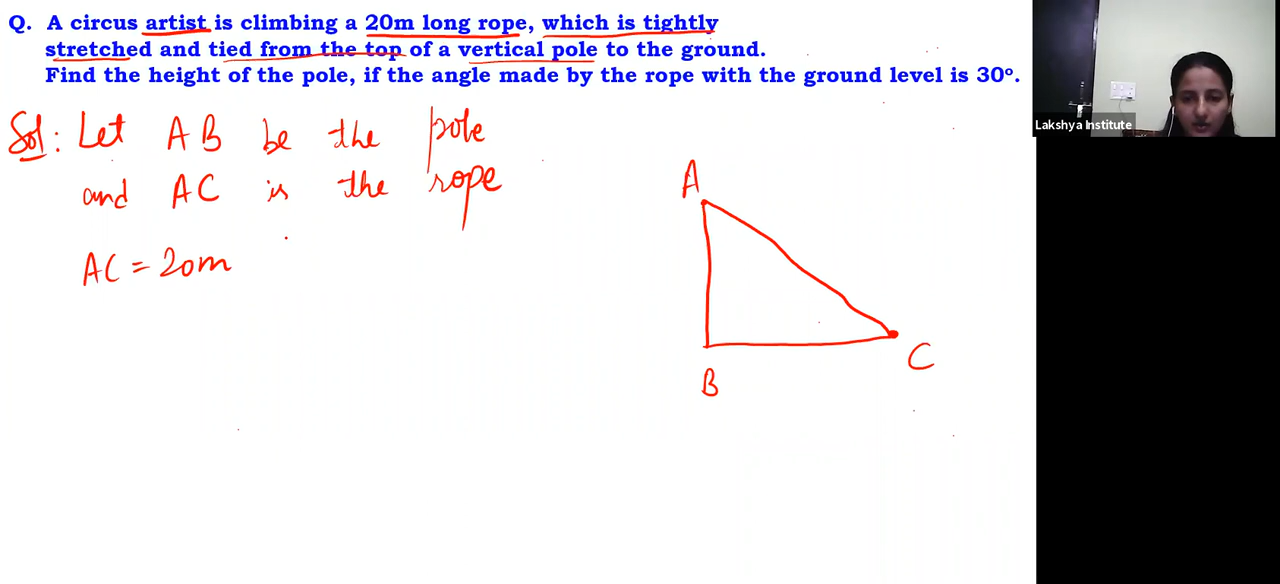 Q. A circus artist is climbing a 20m long rope, which is tightly
stretched and tied from the top of a vertical pole to the ground.
Find the height of the pole, if the angle made by the rope with the ground level is 30º.
Lakshya Institute
Sol: Let AB be the pole
and AC is the rope
AC = 20m
A
B
C